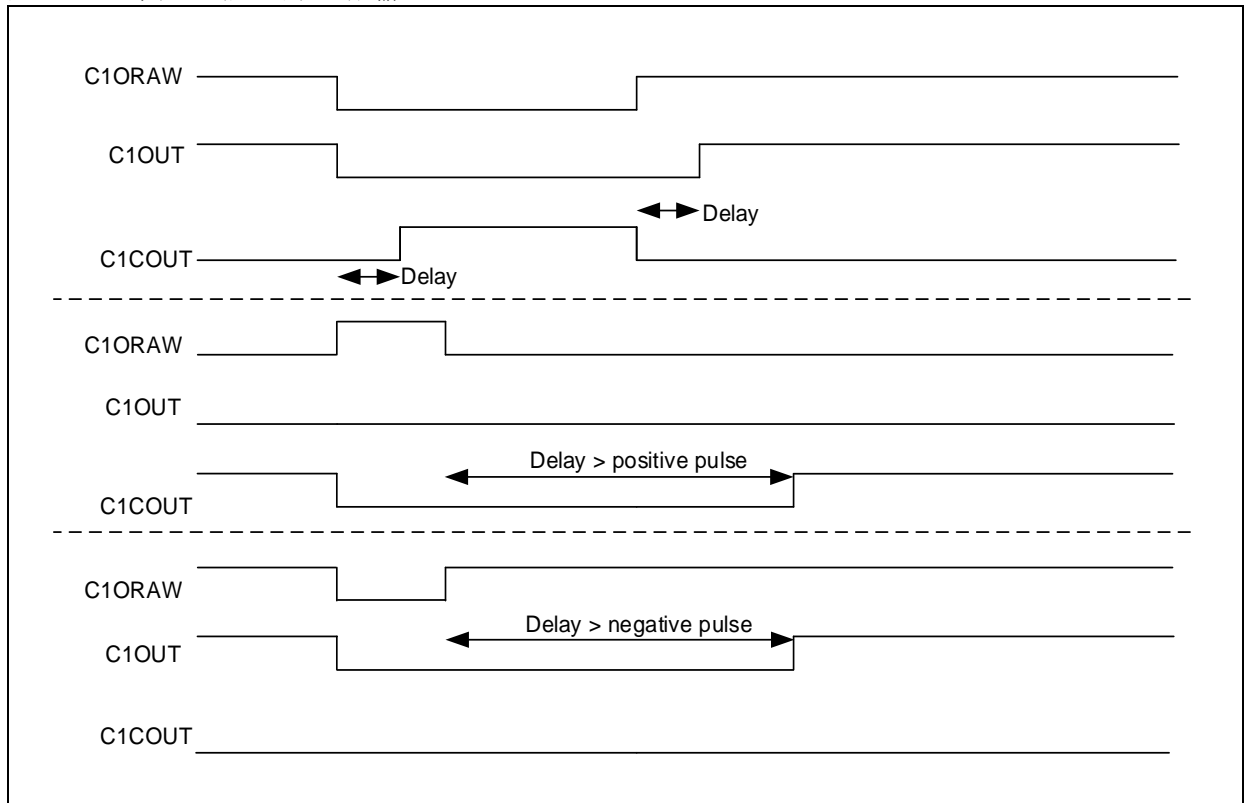 C1ORAW
C1OUT
Delay
C1COUT
Delay
C1ORAW
C1OUT
Delay > positive pulse
C1COUT
C1ORAW
Delay > negative pulse
C1OUT
C1COUT